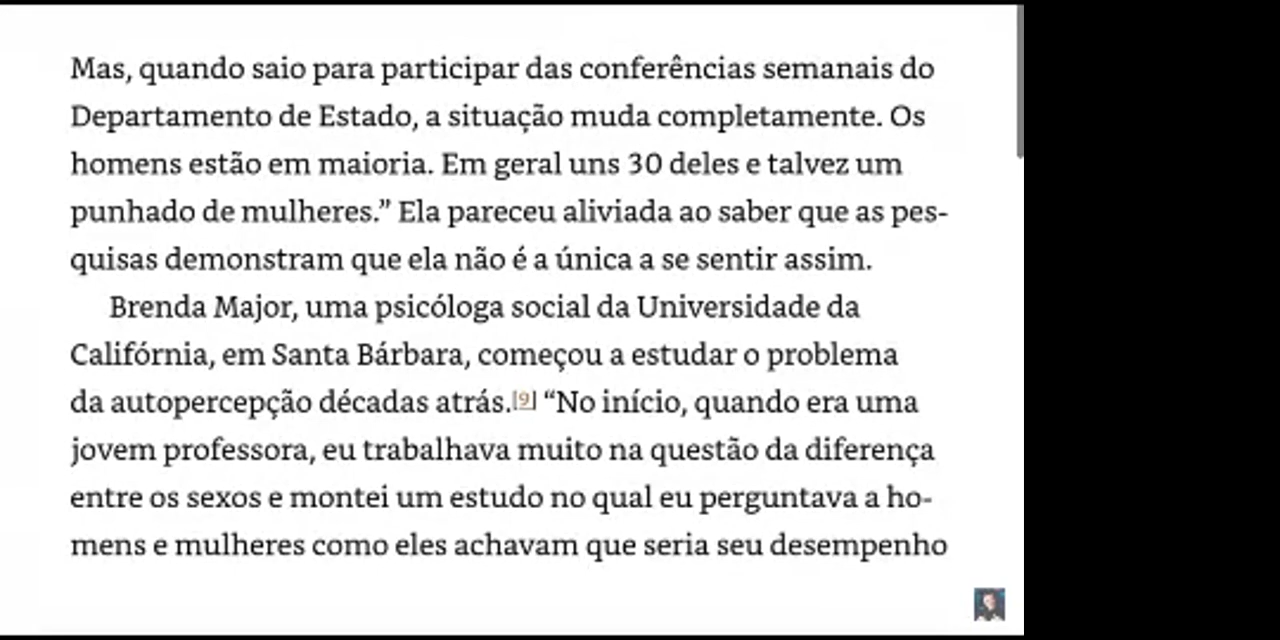 Mas, quando saio para participar das conferências semanais do
Departamento de Estado, a situação muda completamente. Os
homens estão em maioria. Em geral uns 30 deles e talvez um
punhado de mulheres.” Ela pareceu aliviada ao saber que as pes-
quisas demonstram que ela não é a única a se sentir assim.
Brenda Major, uma psicóloga social da Universidade da
Califórnia, em Santa Bárbara, começou a estudar o problema
da autopercepção décadas atrás.[9] “No início, quando era uma
jovem professora, eu trabalhava muito na questão da diferença
entre os sexos e montei um estudo no qual eu perguntava a ho-
mens e mulheres como eles achavam que seria seu desempenho